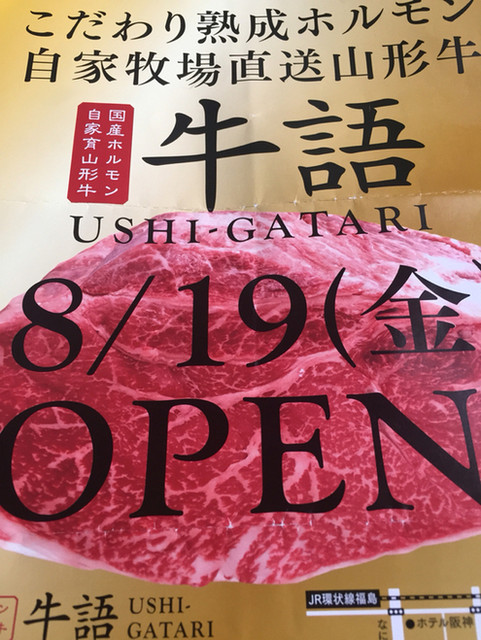 こだわり熟成ホルモン
自家牧場直送山形牛
国産ホルモン
自家育山形牛
牛語
USHI-GATARI
8/19(金
OPEN
牛語
USHI-
GATARI
JR環状線福島
ホテル阪神
なに